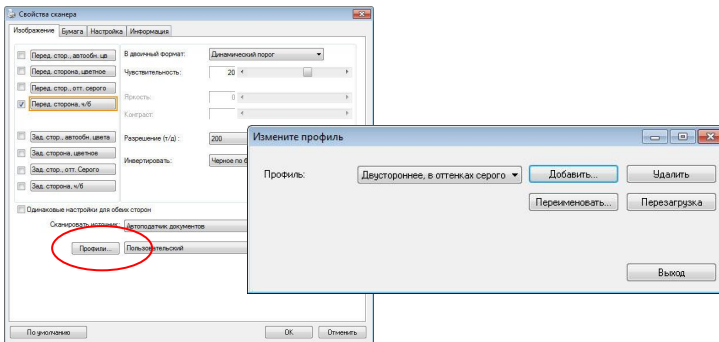 Свойства сканера
Изображение Бумага Настройка Информация
Перед. стор., автообн. цв
Перед. сторона, цветное
Перед. стор., отт. серого
Перед. сторона, ч/б
Зад. стор., автообн. цвета
Зад. сторона, цветное
Зад. стор., отт. Серого
Зад. сторона, ч/б
В двоичный формат: Динамический порог
Чувствительность: 20
Яркость: 0
Контраст:
Разрешение (т/д) : 200
Инвертировать: Черное по б
Одинаковые настройки для обеих сторон
Сканировать источник: Автоподатчик документов
Профили... Пользовательский
По умолчанию OK Отменить
Измените профиль
Профиль: Двустороннее, в оттенках серого Добавить... Удалить
Переименовать... Перезагрузка
Выход